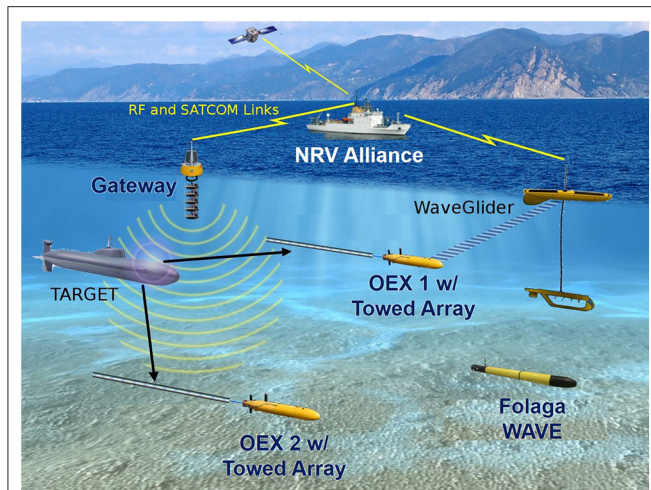 RF and SATCOM Links
NRV Alliance
Gateway
WaveGlider
TARGET
OEX 1 w/
Towed Array
Folaga
WAVE
OEX 2 w/
Towed Array